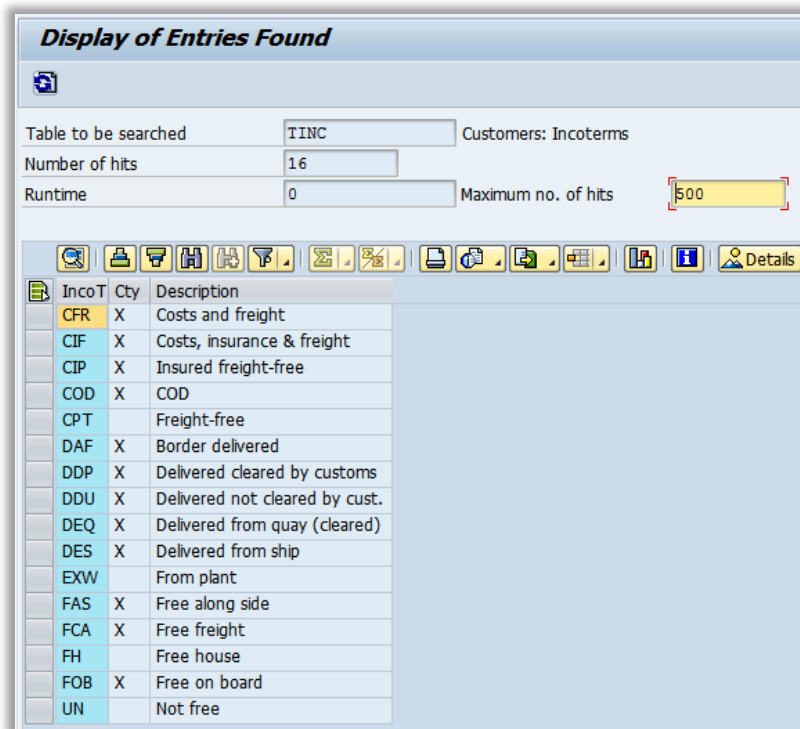 Display of Entries Found
Table to be searched TINC Customers: Incoterms
Number of hits 16
Runtime 0 Maximum no. of hits 500
Details
IncoT Cty Description
CFR X Costs and freight
CIF X Costs, insurance & freight
CIP X Insured freight-free
COD X COD
CPT Freight-free
DAF X Border delivered
DDP X Delivered cleared by customs
DDU X Delivered not cleared by cust.
DEQ X Delivered from quay (cleared)
DES X Delivered from ship
EXW From plant
FAS X Free along side
FCA X Free freight
FH Free house
FOB X Free on board
UN Not free